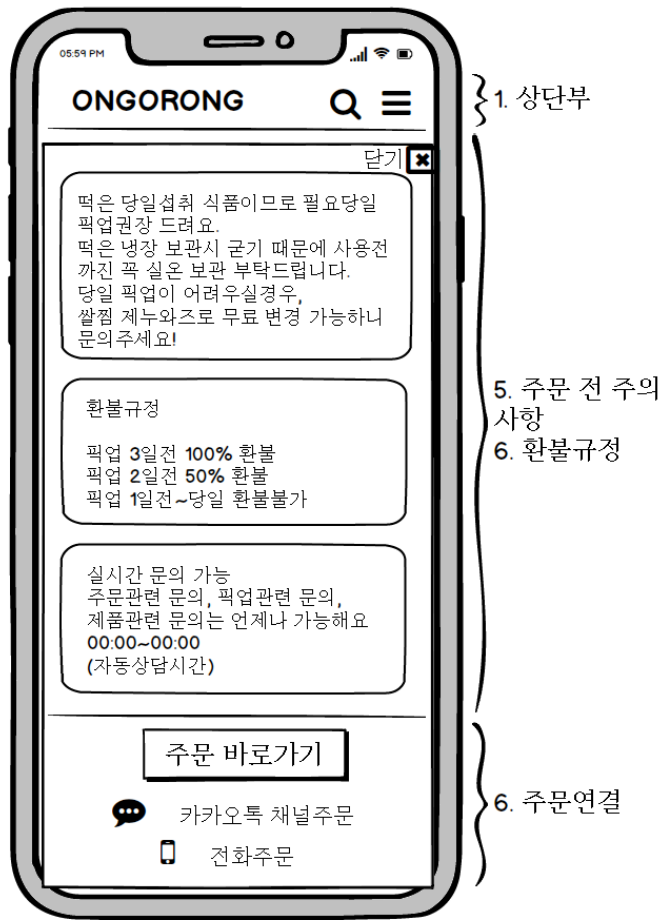 05:59 PM
ONGORONG
1. 상단부
닫기
떡은 당일섭취 식품이므로 필요당일
픽업권장 드려요.
떡은 냉장 보관시 굳기 때문에 사용전
까진 꼭 실온 보관 부탁드립니다.
당일 픽업이 어려우실경우,
쌀찜 제누와즈로 무료 변경 가능하니
문의주세요!
환불규정
픽업 3일전 100% 환불
픽업 2일전 50% 환불
픽업 1일전~당일 환불불가
5. 주문 전 주의
사항
6. 환불규정
실시간 문의 가능
주문관련 문의, 픽업관련 문의,
제품관련 문의는 언제나 가능해요
00:00~00:00
(자동상담시간)
주문 바로가기
카카오톡 채널주문
전화주문
6. 주문연결